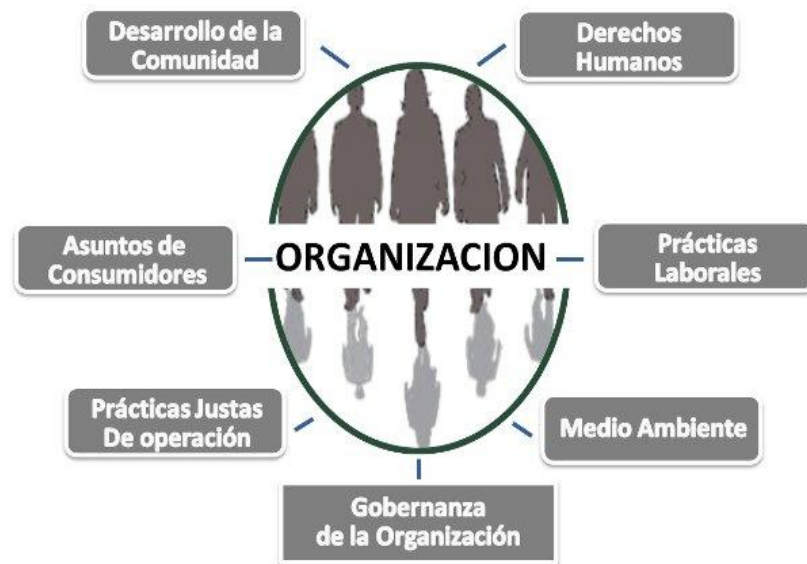 Desarrollo de la
Comunidad
Derechos
Humanos
Asuntos de
Consumidores
ORGANIZACION
Prácticas
Laborales
Prácticas Justas
De operación
Medio Ambiente
Gobernanza
de la Organización